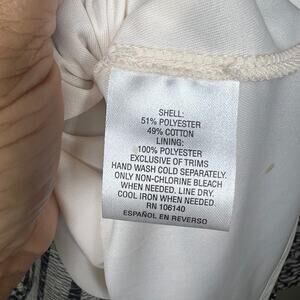 SHELL:
51% POLYESTER
49% COTTON
LINING:
100% POLYESTER
EXCLUSIVE OF TRIMS
HAND WASH COLD SEPARATELY.
ONLY NON-CHLORINE BLEACH
WHEN NEEDED. LINE DRY.
COOL IRON WHEN NEEDED.
RN 106140
ESPAÑOL EN REVERSO